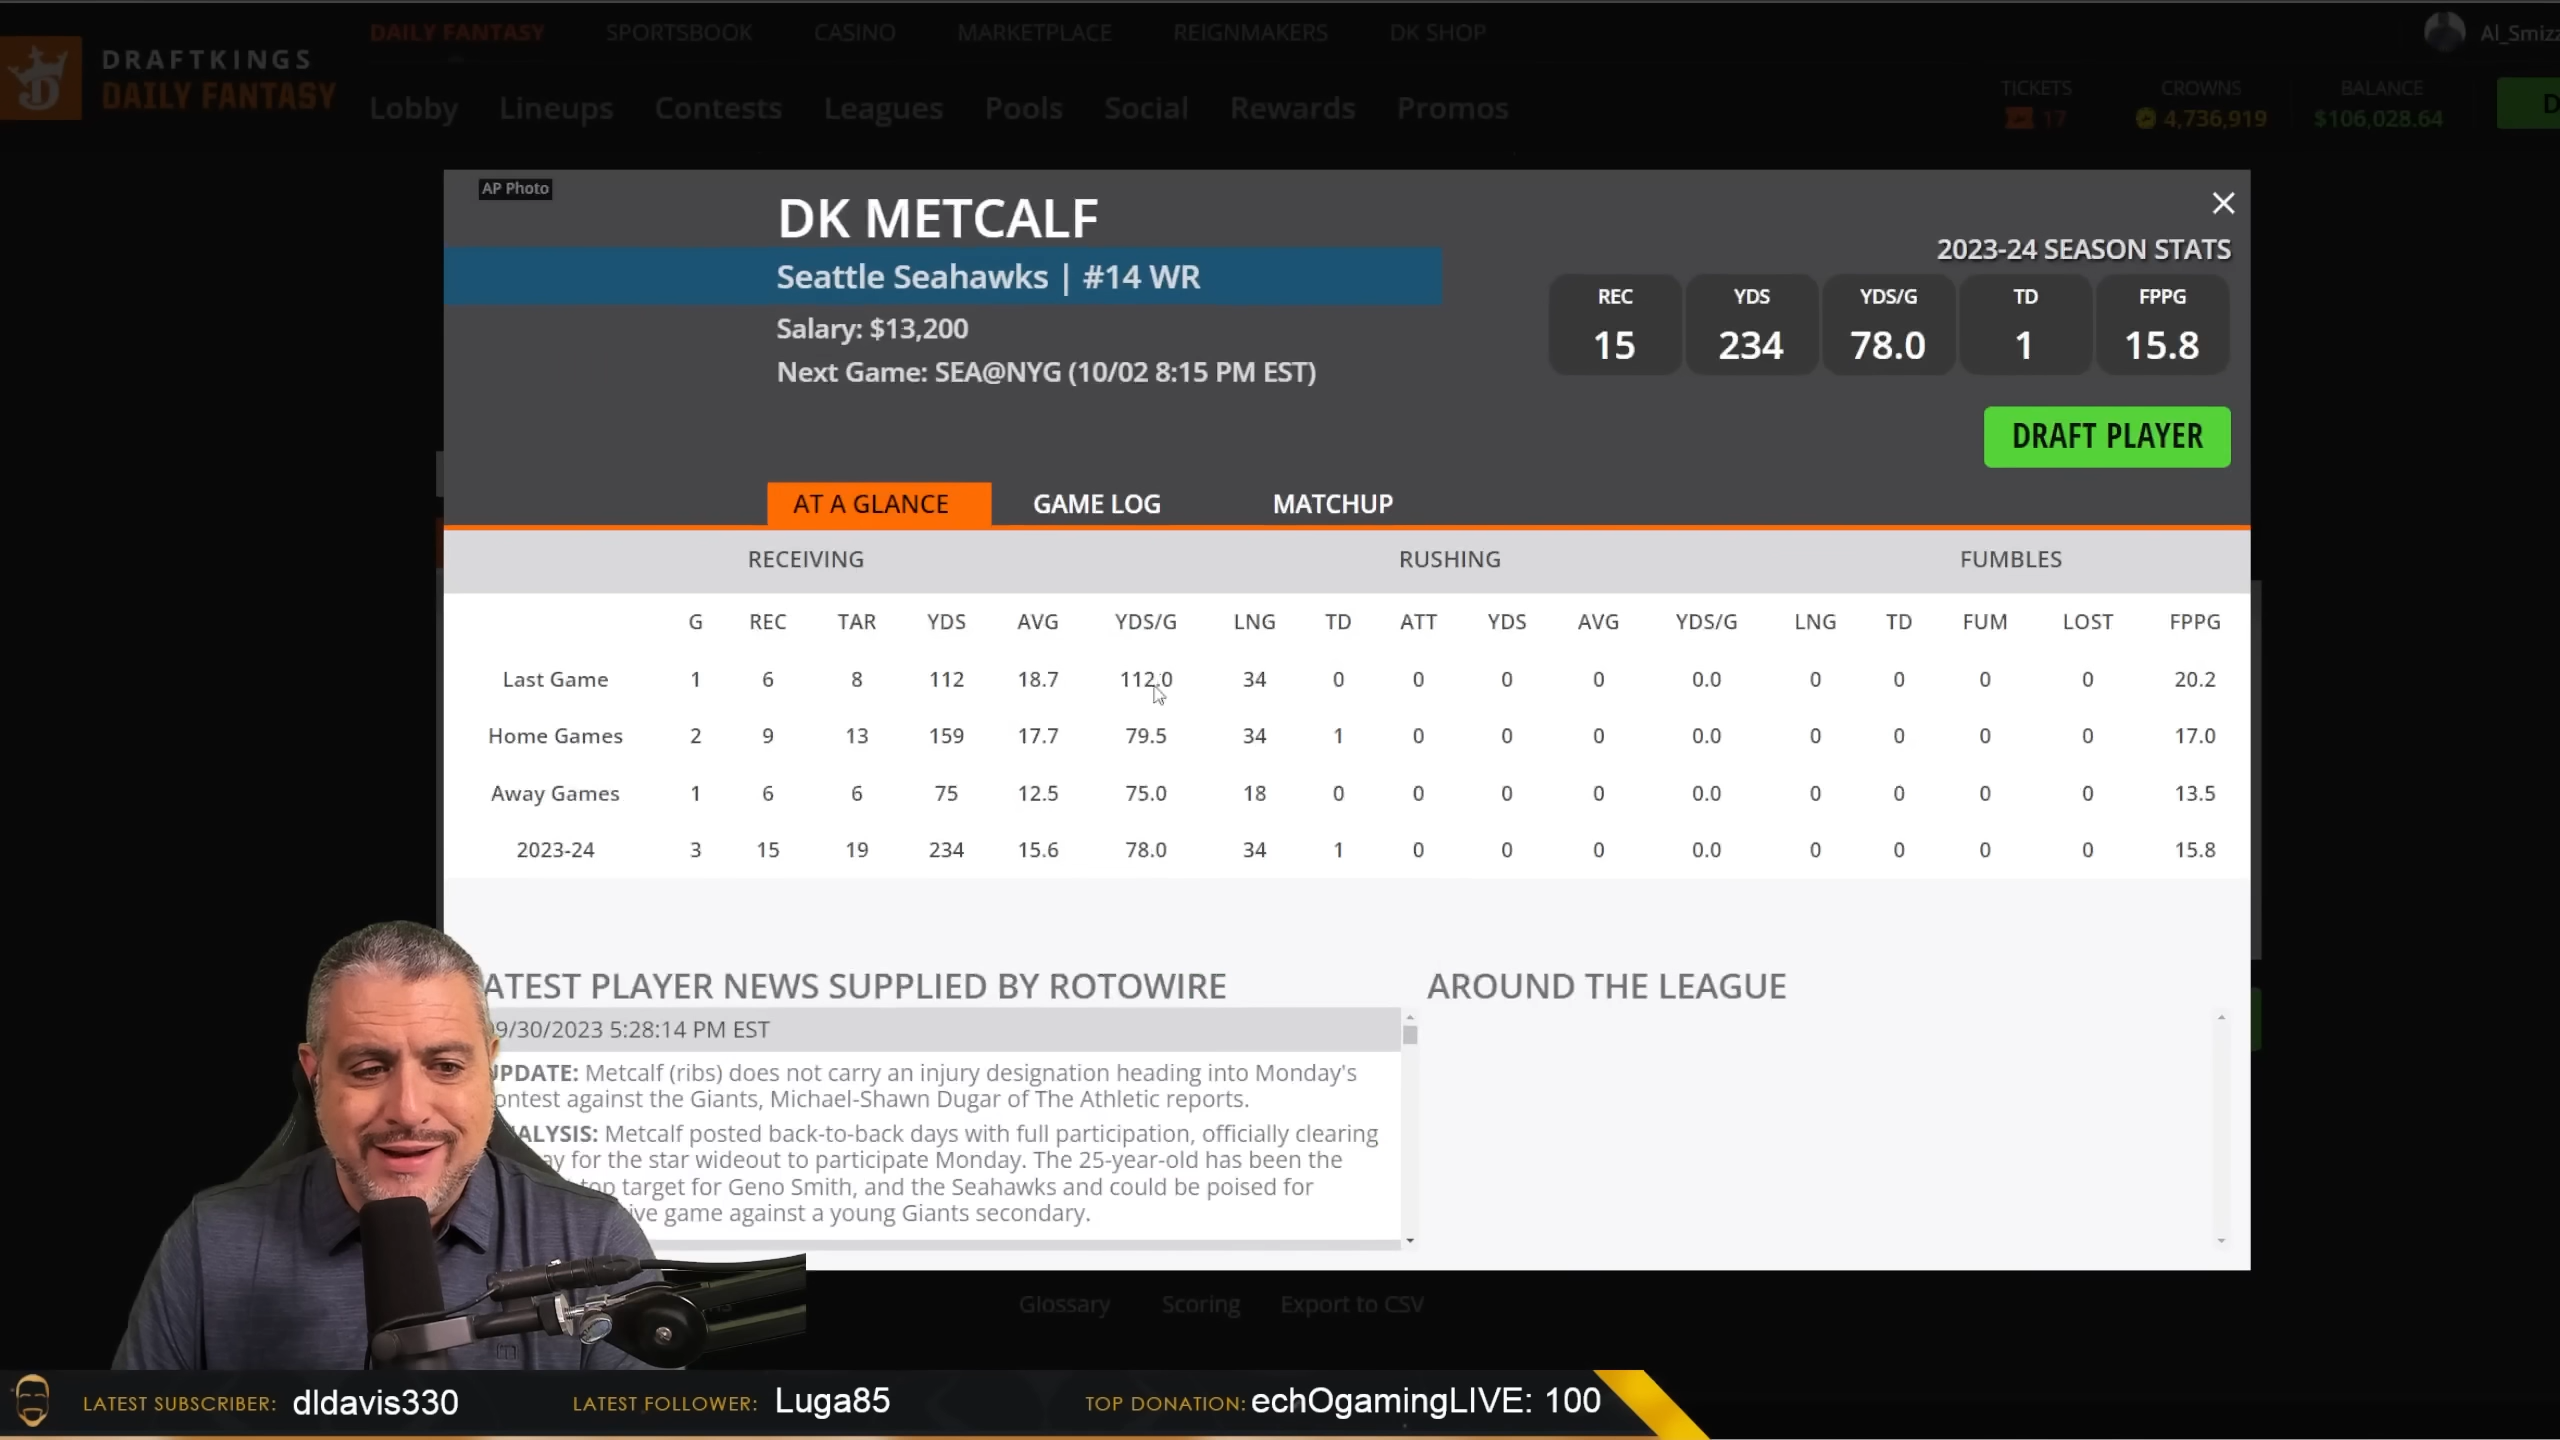 DAILY FANTASY SPORTSBOOK CASINO MARKETPLACE REIGNMAKERS DK SHOP
DRAFTKINGS
DAILY FANTASY
Lobby Lineups Contests Leagues Pools Social Rewards Promos
TICKETS CROWNS BALANCE
17 4,736,919 $106,028.64
AP Photo
DK METCALF
Seattle Seahawks | #14 WR
Salary: $13,200
Next Game: SEA@NYG (10/02 8:15 PM EST)
2023-24 SEASON STATS
REC YDS YDS/G TD FPPG
15 234 78.0 1 15.8
DRAFT PLAYER
AT A GLANCE GAME LOG MATCHUP
RECEIVING RUSHING FUMBLES
G REC TAR YDS AVG YDS/G LNG TD ATT YDS AVG YDS/G LNG TD FUM LOST FPPG
Last Game 1 6 8 112 18.7 112.0 34 0 0 0 0 0.0 0 0 0 0 20.2
Home Games 2 9 13 159 17.7 79.5 34 1 0 0 0 0.0 0 0 0 0 17.0
Away Games 1 6 6 75 12.5 75.0 18 0 0 0 0 0.0 0 0 0 0 13.5
2023-24 3 15 19 234 15.6 78.0 34 1 0 0 0 0.0 0 0 0 0 15.8
ATEST PLAYER NEWS SUPPLIED BY ROTOWIRE
9/30/2023 5:28:14 PM EST
UPDATE: Metcalf (ribs) does not carry an injury designation heading into Monday's
ontest against the Giants, Michael-Shawn Dugar of The Athletic reports.
ALYSIS: Metcalf posted back-to-back days with full participation, officially clearing
ay for the star wideout to participate Monday. The 25-year-old has been the
top target for Geno Smith, and the Seahawks and could be poised for
ive game against a young Giants secondary.
AROUND THE LEAGUE
Glossary Scoring Export to CSV
LATEST SUBSCRIBER: dldavis330 LATEST FOLLOWER: Luga85 TOP DONATION: echOgamingLIVE: 100